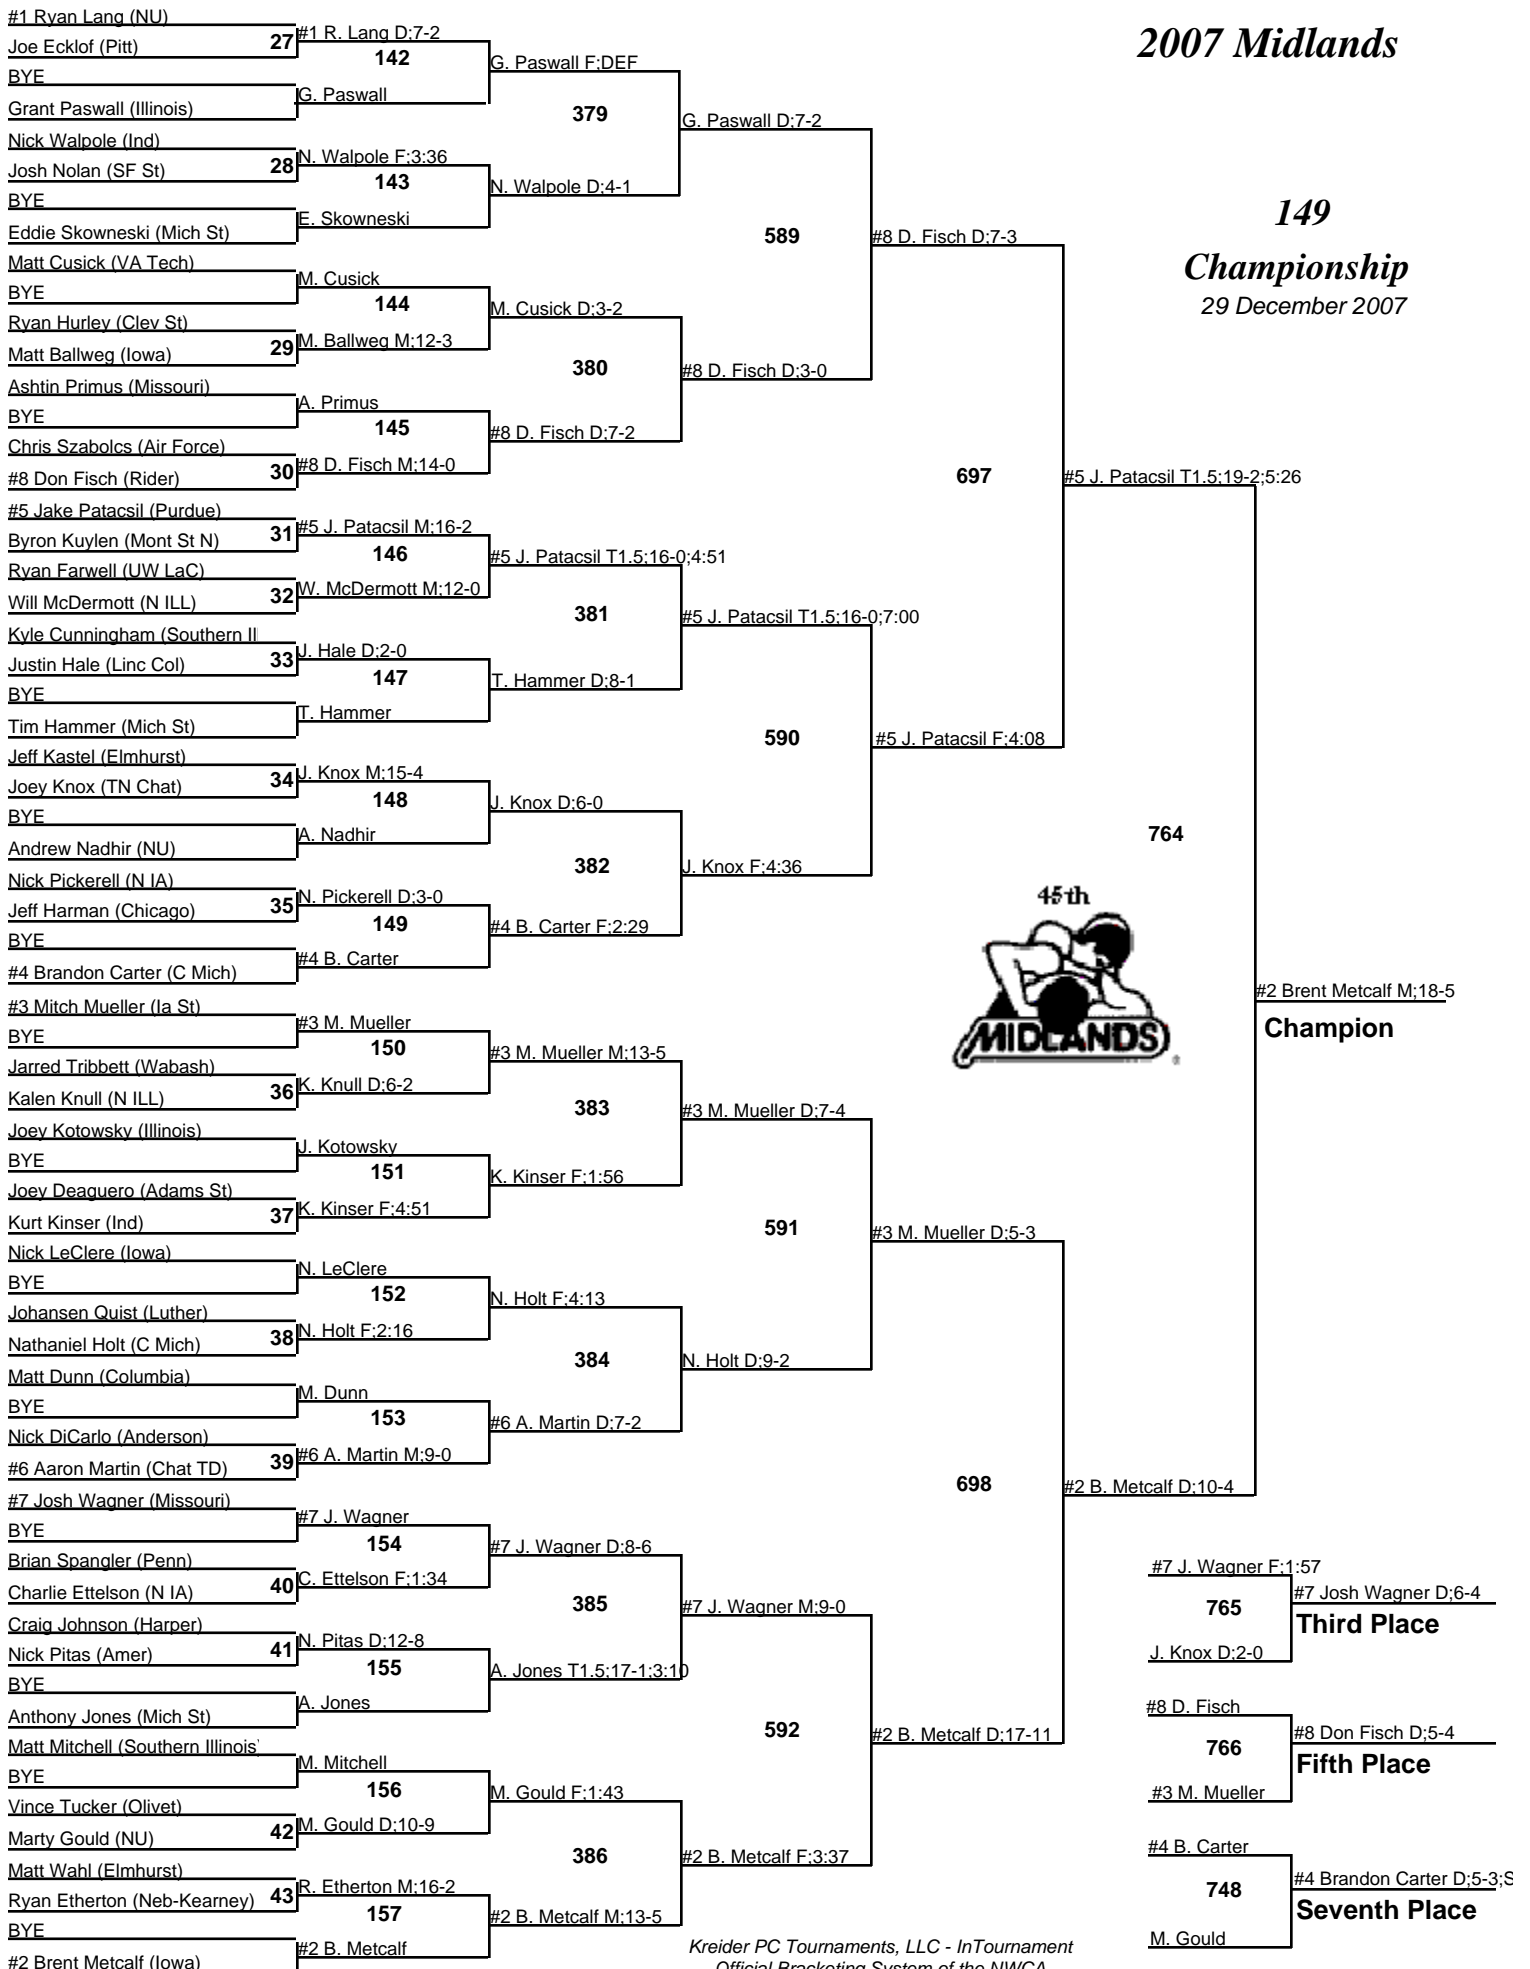 2007 Midlands
149
Championship
29 December 2007
#1 Ryan Lang (NU)
Joe Ecklof (Pitt)
BYE
Grant Paswall (Illinois)
Nick Walpole (Ind)
Josh Nolan (SF St)
BYE
Eddie Skowneski (Mich St)
Matt Cusick (VA Tech)
BYE
Ryan Hurley (Clev St)
Matt Ballweg (Iowa)
Ashtin Primus (Missouri)
BYE
Chris Szabolcs (Air Force)
#8 Don Fisch (Rider)
#5 Jake Patacsil (Purdue)
Byron Kuylen (Mont St N)
Ryan Farwell (UW LaC)
Will McDermott (N ILL)
Kyle Cunningham (Southern Il
Justin Hale (Linc Col)
BYE
Tim Hammer (Mich St)
Jeff Kastel (Elmhurst)
Joey Knox (TN Chat)
BYE
Andrew Nadhir (NU)
Nick Pickerell (N IA)
Jeff Harman (Chicago)
BYE
#4 Brandon Carter (C Mich)
#3 Mitch Mueller (Ia St)
BYE
Jarred Tribbett (Wabash)
Kalen Knull (N ILL)
Joey Kotowsky (Illinois)
BYE
Joey Deaguero (Adams St)
Kurt Kinser (Ind)
Nick LeClere (Iowa)
BYE
Johansen Quist (Luther)
Nathaniel Holt (C Mich)
Matt Dunn (Columbia)
BYE
Nick DiCarlo (Anderson)
#6 Aaron Martin (Chat TD)
#7 Josh Wagner (Missouri)
BYE
Brian Spangler (Penn)
Charlie Ettelson (N IA)
Craig Johnson (Harper)
Nick Pitas (Amer)
BYE
Anthony Jones (Mich St)
Matt Mitchell (Southern Illinois
BYE
Vince Tucker (Olivet)
Marty Gould (NU)
Matt Wahl (Elmhurst)
Ryan Etherton (Neb-Kearney)
BYE
#2 Brent Metcalf (Iowa)
27
28
29
30
31
32
33
34
35
36
37
38
39
40
41
42
43
#1 R. Lang D;7-2
142
G. Paswall
N. Walpole F;3:36
143
E. Skowneski
M. Cusick
144
M. Ballweg M;12-3
A. Primus
145
#8 D. Fisch M;14-0
#5 J. Patacsil M;16-2
146
W. McDermott M;12-0
J. Hale D;2-0
147
T. Hammer
J. Knox M;15-4
148
A. Nadhir
N. Pickerell D;3-0
149
#4 B. Carter
#3 M. Mueller
150
K. Knull D;6-2
J. Kotowsky
151
K. Kinser F;4:51
N. LeClere
152
N. Holt F;2:16
M. Dunn
153
#6 A. Martin M;9-0
#7 J. Wagner
154
C. Ettelson F;1:34
N. Pitas D;12-8
155
A. Jones
M. Mitchell
156
M. Gould D;10-9
R. Etherton M;16-2
157
#2 B. Metcalf
G. Paswall F;DEF
379
N. Walpole D;4-1
M. Cusick D;3-2
380
#8 D. Fisch D;7-2
#5 J. Patacsil T1.5;16-0;4:51
381
T. Hammer D;8-1
J. Knox D;6-0
382
#4 B. Carter F;2:29
#3 M. Mueller M;13-5
383
K. Kinser F;1:56
N. Holt F;4:13
384
#6 A. Martin D;7-2
#7 J. Wagner D;8-6
385
A. Jones T1.5;17-1;3:10
M. Gould F;1:43
386
#2 B. Metcalf M;13-5
G. Paswall D;7-2
589
#8 D. Fisch D;3-0
#5 J. Patacsil T1.5;16-0;7:00
590
J. Knox F;4:36
#3 M. Mueller D;7-4
591
N. Holt D;9-2
#7 J. Wagner M;9-0
592
#2 B. Metcalf F;3:37
#8 D. Fisch D;7-3
697
#5 J. Patacsil F;4:08
#3 M. Mueller D;5-3
698
#2 B. Metcalf D;17-11
#5 J. Patacsil T1.5;19-2;5:26
764
#2 B. Metcalf D;10-4
45th
MIDLANDS
#2 Brent Metcalf M;18-5
Champion
#7 J. Wagner F;1:57
765
J. Knox D;2-0
#7 Josh Wagner D;6-4
Third Place
#8 D. Fisch
766
#3 M. Mueller
#8 Don Fisch D;5-4
Fifth Place
#4 B. Carter
748
M. Gould
#4 Brandon Carter D;5-3;S
Seventh Place
Kreider PC Tournaments, LLC - InTournament
Official Bracketing System of the NWCA